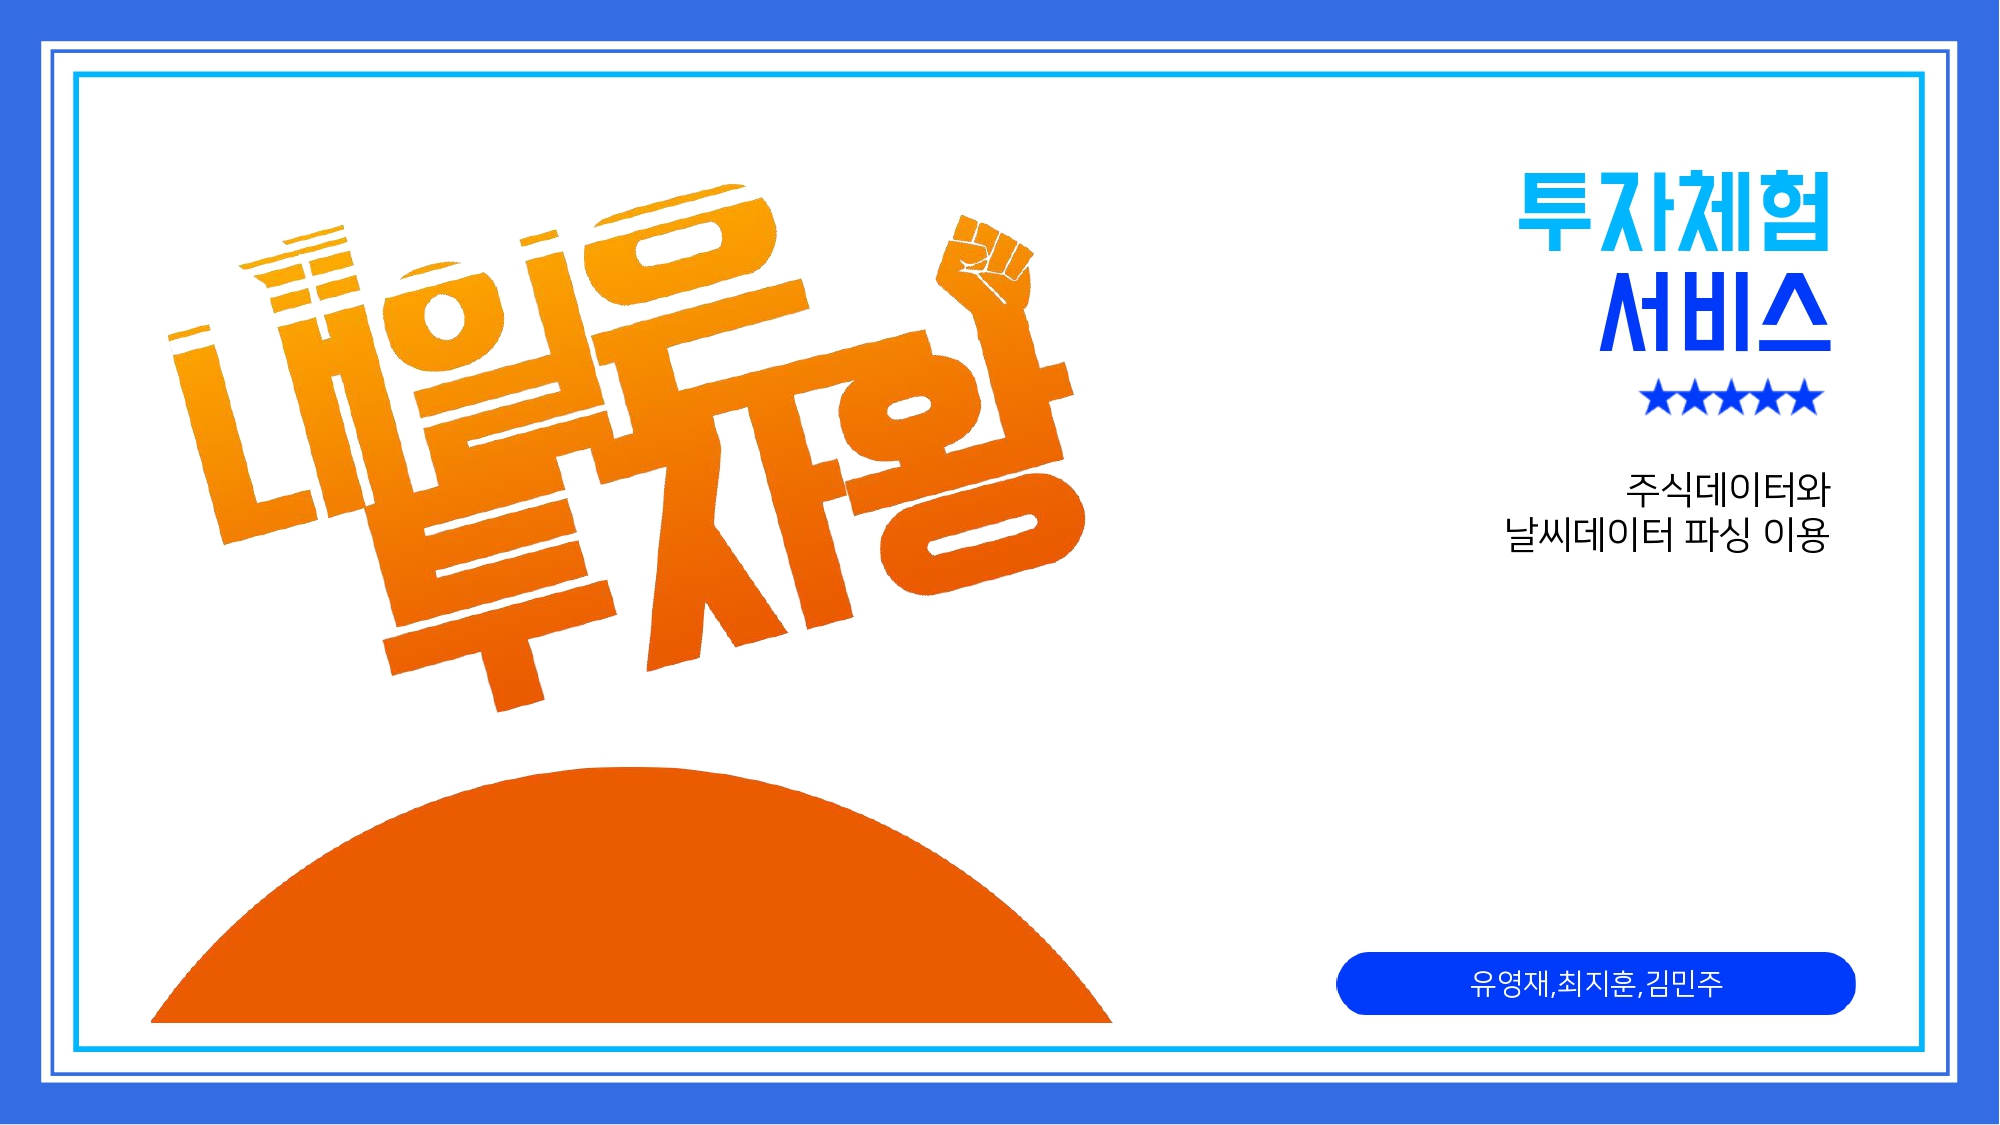 내일은
투자왕
투자체험
서비스
★★★★★
주식데이터와
날씨데이터 파싱 이용
유영재,최지훈,김민주